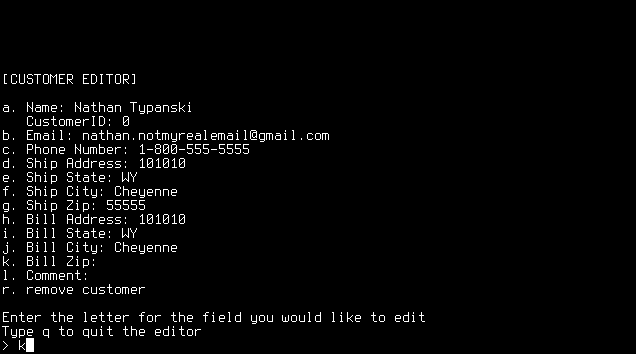 [CUSTOMER EDITOR]
a. Name: Nathan Typanski
CustomerID: 0
b. Email: nathan.notmyrealemail@gmail.com
c. Phone Number: 1-800-555-5555
d. Ship Address: 101010
e. Ship State: WY
f. Ship City: Cheyenne
g. Ship Zip: 55555
h. Bill Address: 101010
i. Bill State: WY
j. Bill City: Cheyenne
k. Bill Zip:
l. Comment:
r. remove customer
Enter the letter for the field you would like to edit
Type q to quit the editor
> k